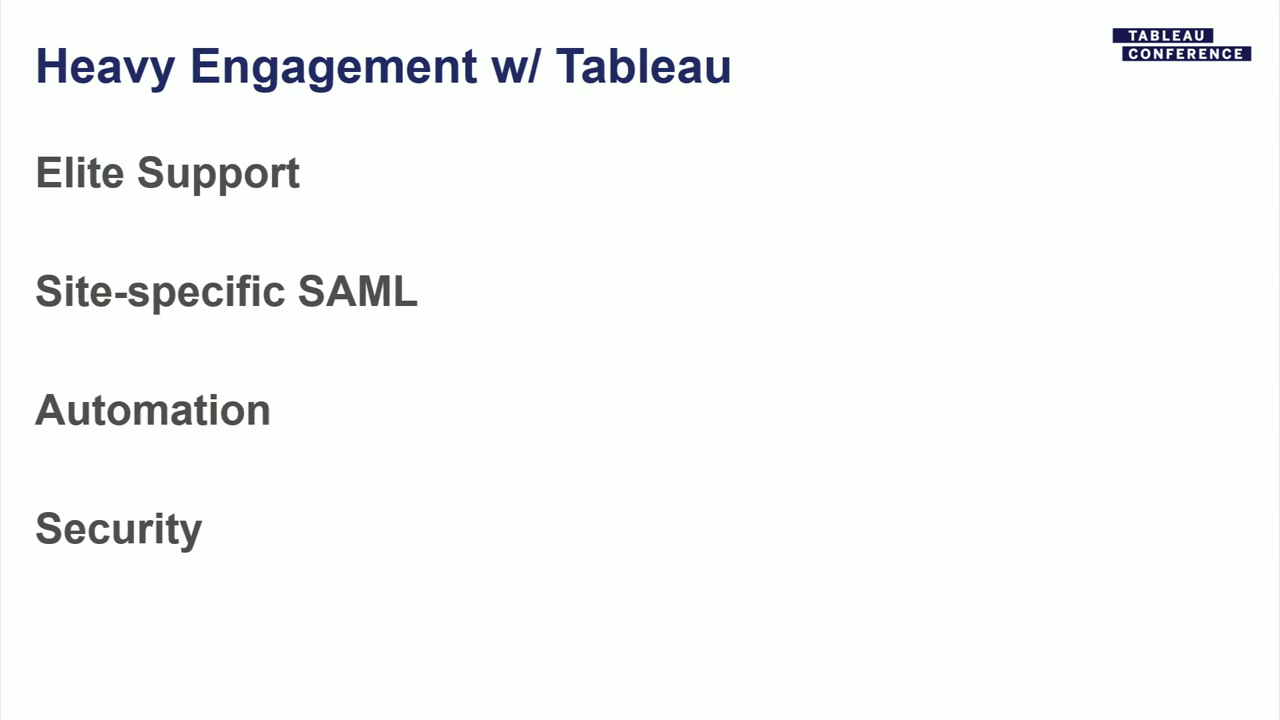 Heavy Engagement w/ Tableau
TABLEAU
CONFERENCE
Elite Support
Site-specific SAML
Automation
Security